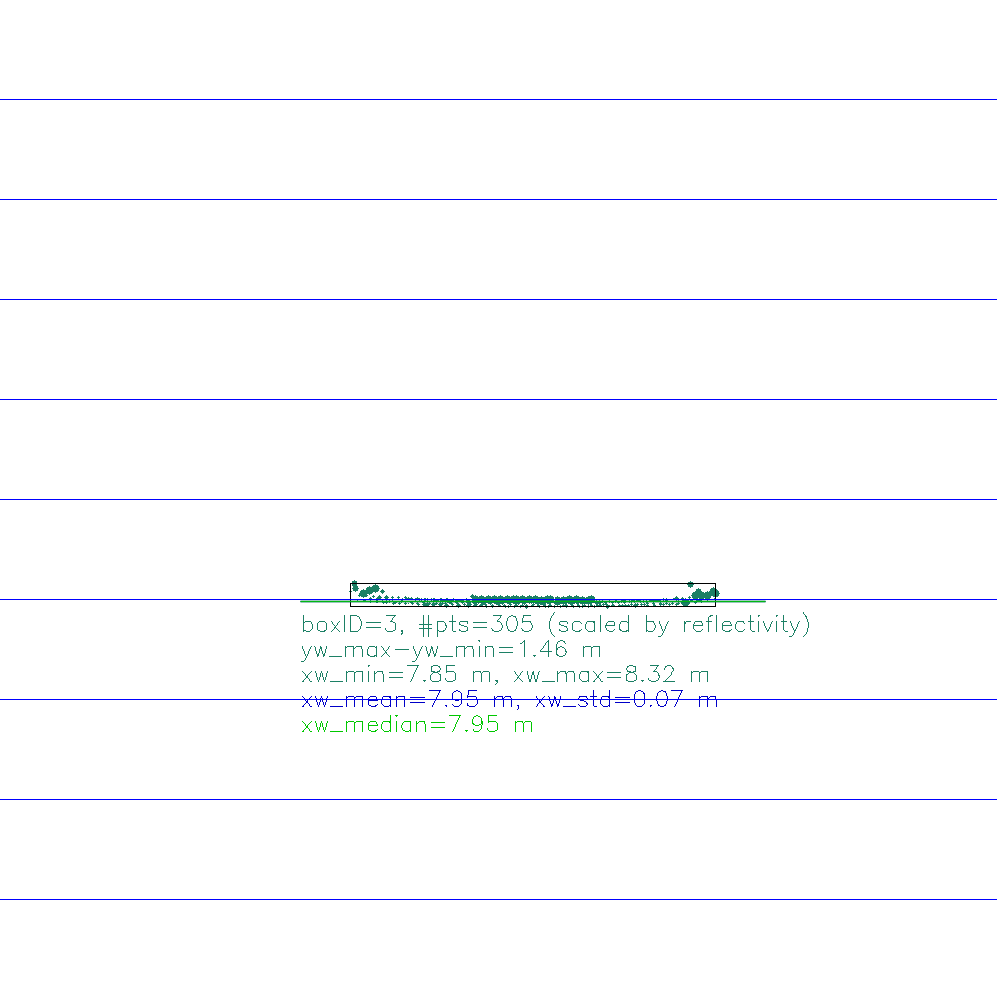 boxID=3, #pts=305 (scaled by reflectivity)
yw_max-yw_min=1.46 m
xw_min=7.85 m, xw_max=8.32 m
xw_mean=7.95 m, xw_std=0.07 m
xw_median=7.95 m